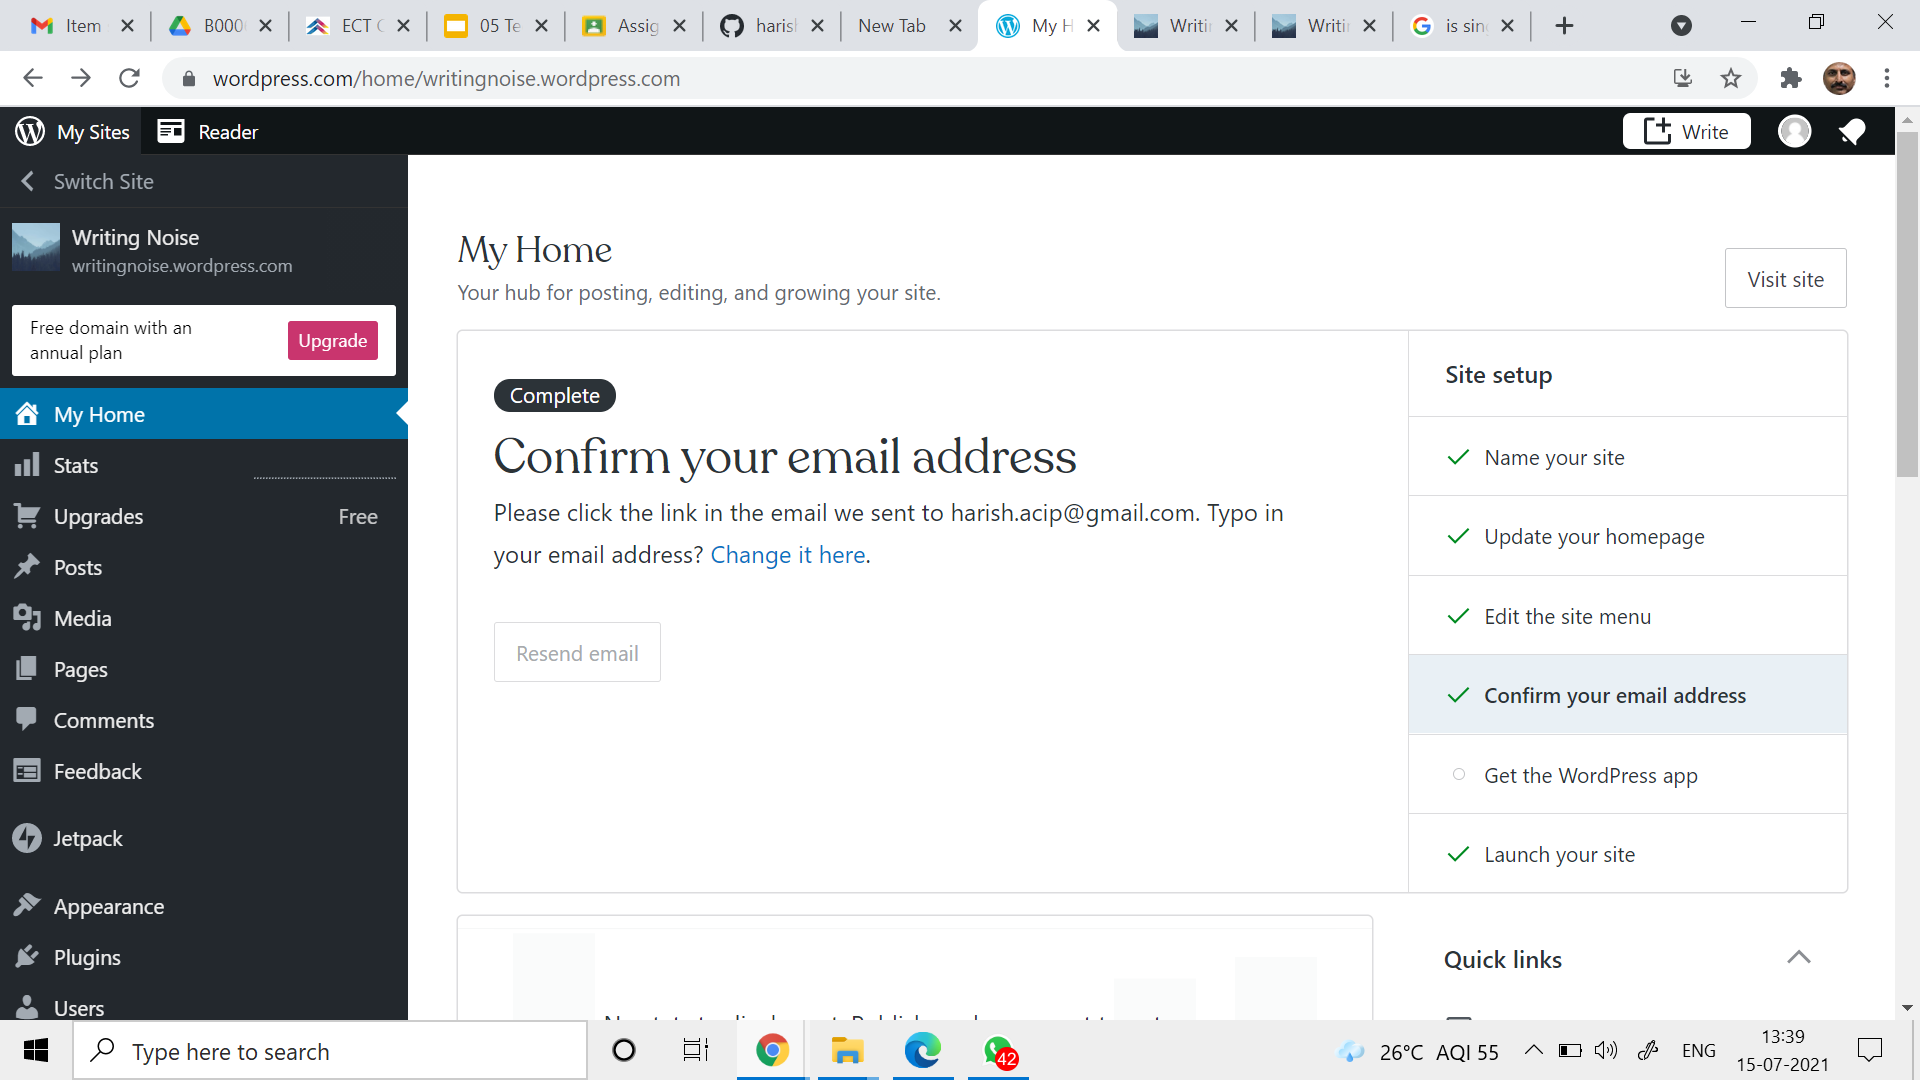 Item
B000
ECT C
05 Te
Assig
harish
New Tab
My H
Writin
Writin
is sing
wordpress.com/home/writingnoise.wordpress.com
My Sites
Reader
Write
Switch Site
Writing Noise
writingnoise.wordpress.com
Free domain with an
annual plan
Upgrade
My Home
Stats
Upgrades
Free
Posts
Media
Pages
Comments
Feedback
Jetpack
Appearance
Plugins
Users
My Home
Your hub for posting, editing, and growing your site.
Visit site
Complete
Confirm your email address
Please click the link in the email we sent to harish.acip@gmail.com. Typo in
your email address? Change it here.
Resend email
Site setup
Name your site
Update your homepage
Edit the site menu
Confirm your email address
Get the WordPress app
Launch your site
Quick links
Type here to search
42
26°C AQI 55
ENG
13:39
15-07-2021